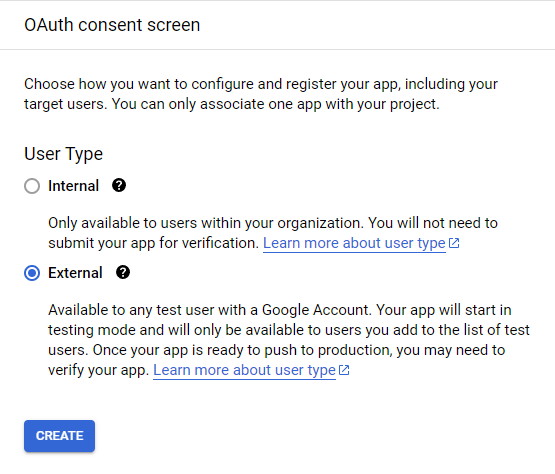 OAuth consent screen
Choose how you want to configure and register your app, including your
target users. You can only associate one app with your project.
User Type
Internal
Only available to users within your organization. You will not need to
submit your app for verification. Learn more about user type
External
Available to any test user with a Google Account. Your app will start in
testing mode and will only be available to users you add to the list of test
users. Once your app is ready to push to production, you may need to
verify your app. Learn more about user type
CREATE